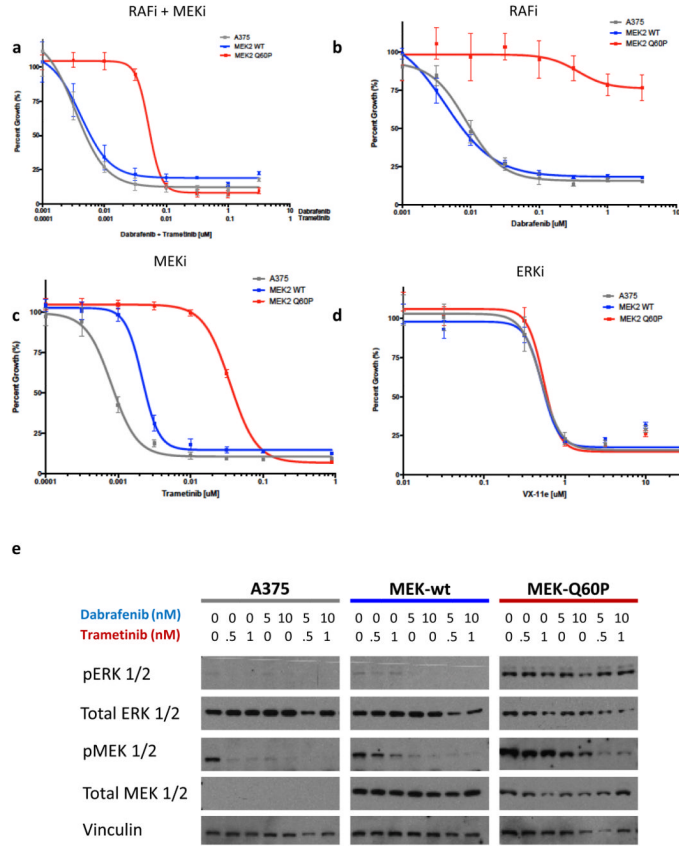 RAFi + MEKi
RAFi
a
A375
MEK2 WT
MEK2 Q60P
100
75
50
25
0
Percent Growth (%)
0.0001 0.001 0.01 0.1 1 10 Dabrafenib
0.0001 0.001 0.01 0.1 1 Trametinib
Dabrafenib + Trametinib [uM]
b
A375
MEK2 WT
MEK2 Q60P
100
75
50
25
0
Percent Growth (%)
0.001 0.01 0.1 1
Dabrafenib [uM]
MEKi
ERKi
c
A375
MEK2 WT
MEK2 Q60P
100
75
50
25
0
Percent Growth (%)
0.0001 0.001 0.01 0.1 1
Trametinib [uM]
d
A375
MEK2 WT
MEK2 Q60P
100
75
50
25
0
Percent Growth (%)
0.01 0.1 1 10
VX-11e [uM]
e
A375 MEK-wt MEK-Q60P
Dabrafenib (nM) 0 0 0 5 10 5 10 0 0 0 5 10 5 10 0 0 0 5 10 5 10
Trametinib (nM) 0 .5 1 0 0 .5 1 0 .5 1 0 0 .5 1 0 .5 1 0 0 .5 1
pERK 1/2
Total ERK 1/2
pMEK 1/2
Total MEK 1/2
Vinculin